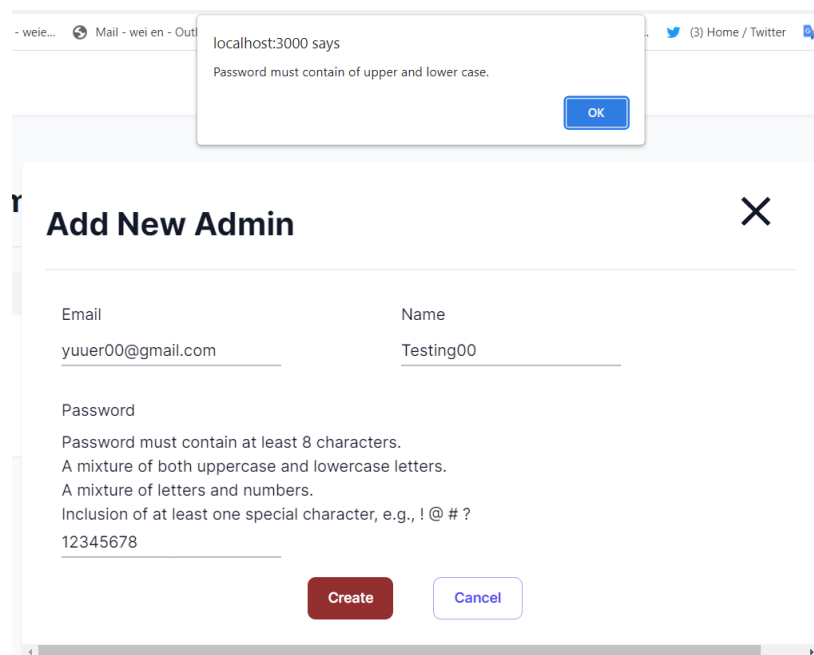 - weie... Mail - wei en - Outl
(3) Home / Twitter
localhost:3000 says
Password must contain of upper and lower case.
OK
Add New Admin
Email Name
yuuer00@gmail.com Testing00
Password
Password must contain at least 8 characters.
A mixture of both uppercase and lowercase letters.
A mixture of letters and numbers.
Inclusion of at least one special character, e.g., ! @ # ?
12345678
Create Cancel